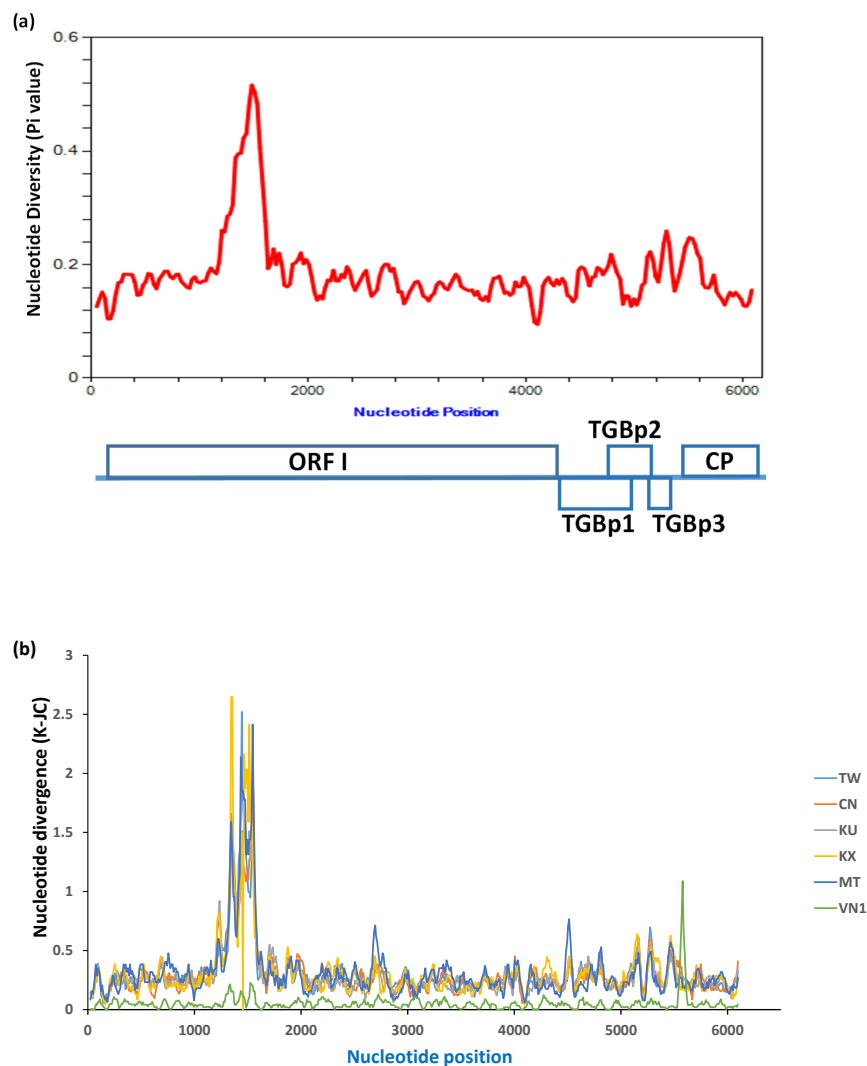 (a)
0.6
0.4
0.2
0
Nucleotide Diversity (Pi value)
0 2000 4000 6000
Nucleotide Position
TGBp2
ORF I
CP
TGBp1
TGBp3
(b)
3
2.5
2
1.5
1
0.5
0
Nucleotide divergence (K-JC)
0 1000 2000 3000 4000 5000 6000
Nucleotide position
TW
CN
KU
KX
MT
VN1